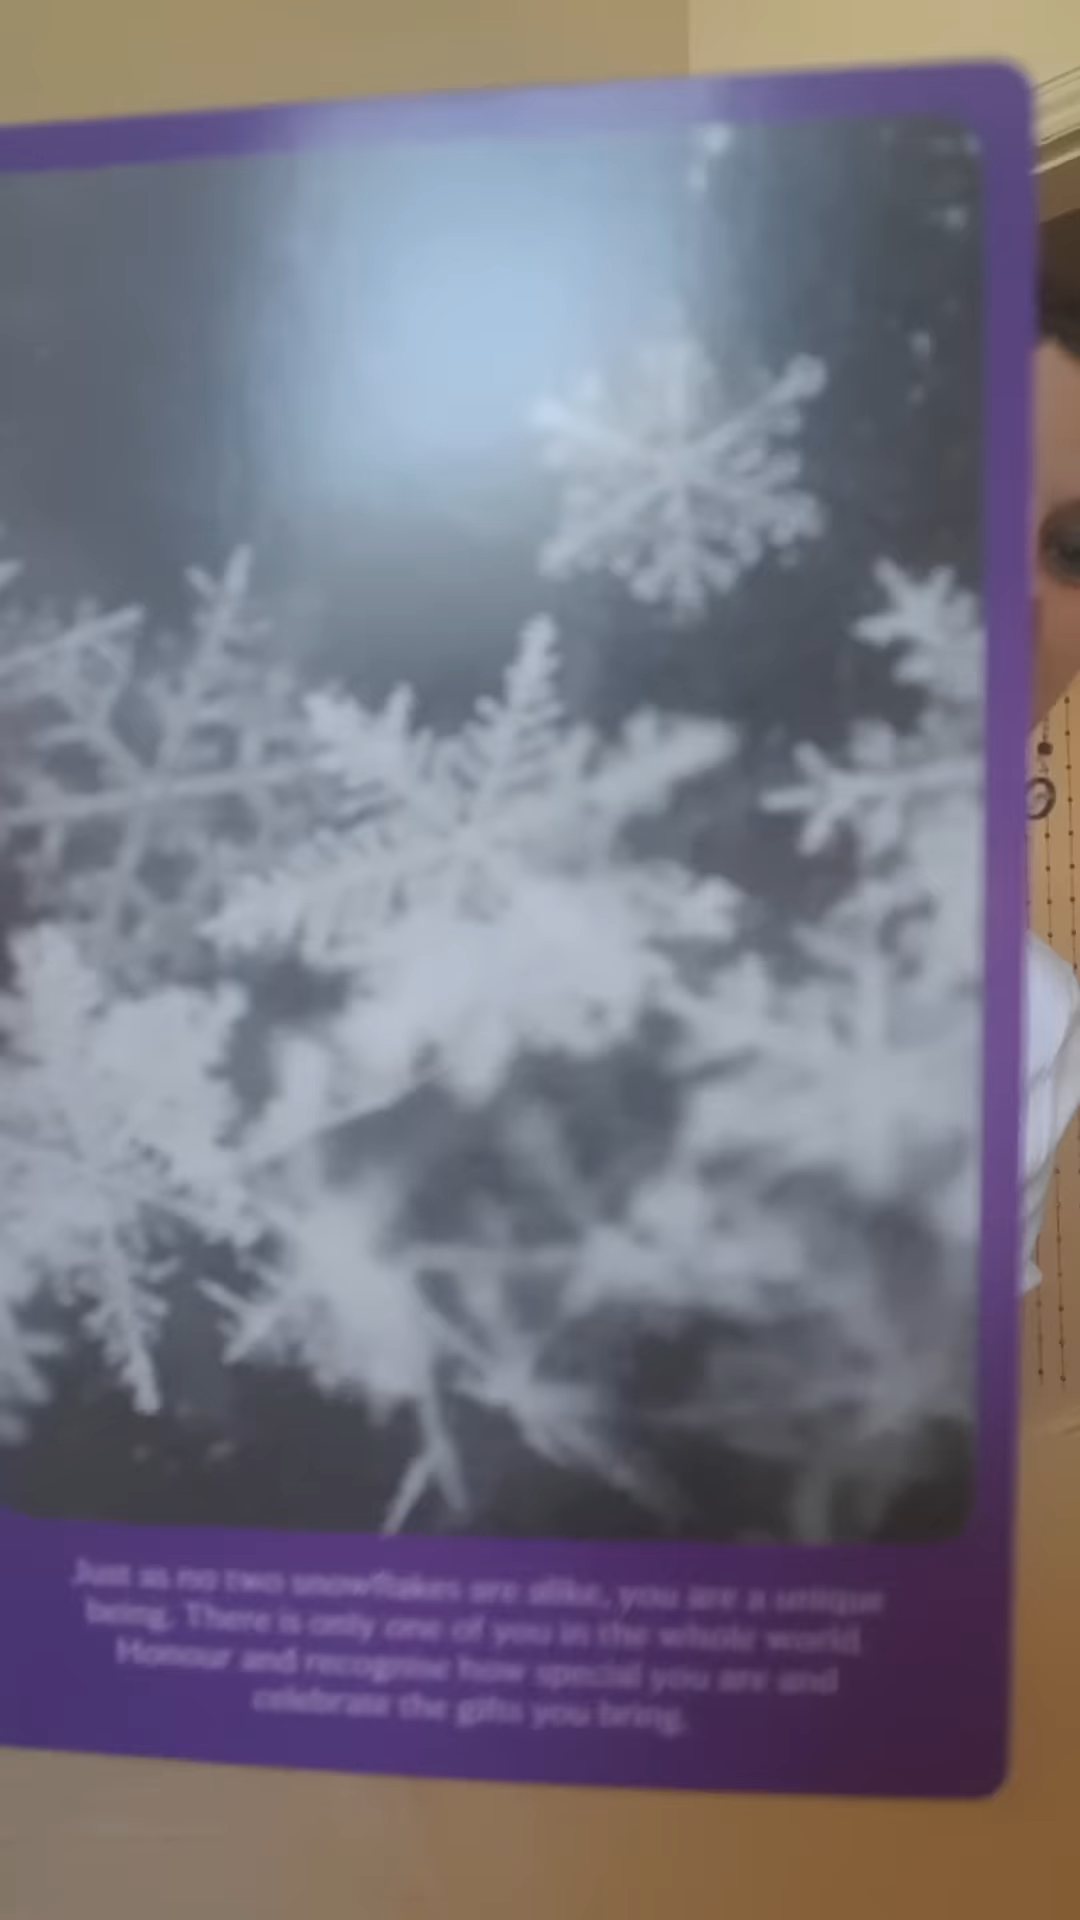 Just as no two snowflakes are alike, you are a unique
being. There is only one of you in the whole world.
Honour and recognise how special you are and
celebrate the gifts you bring.